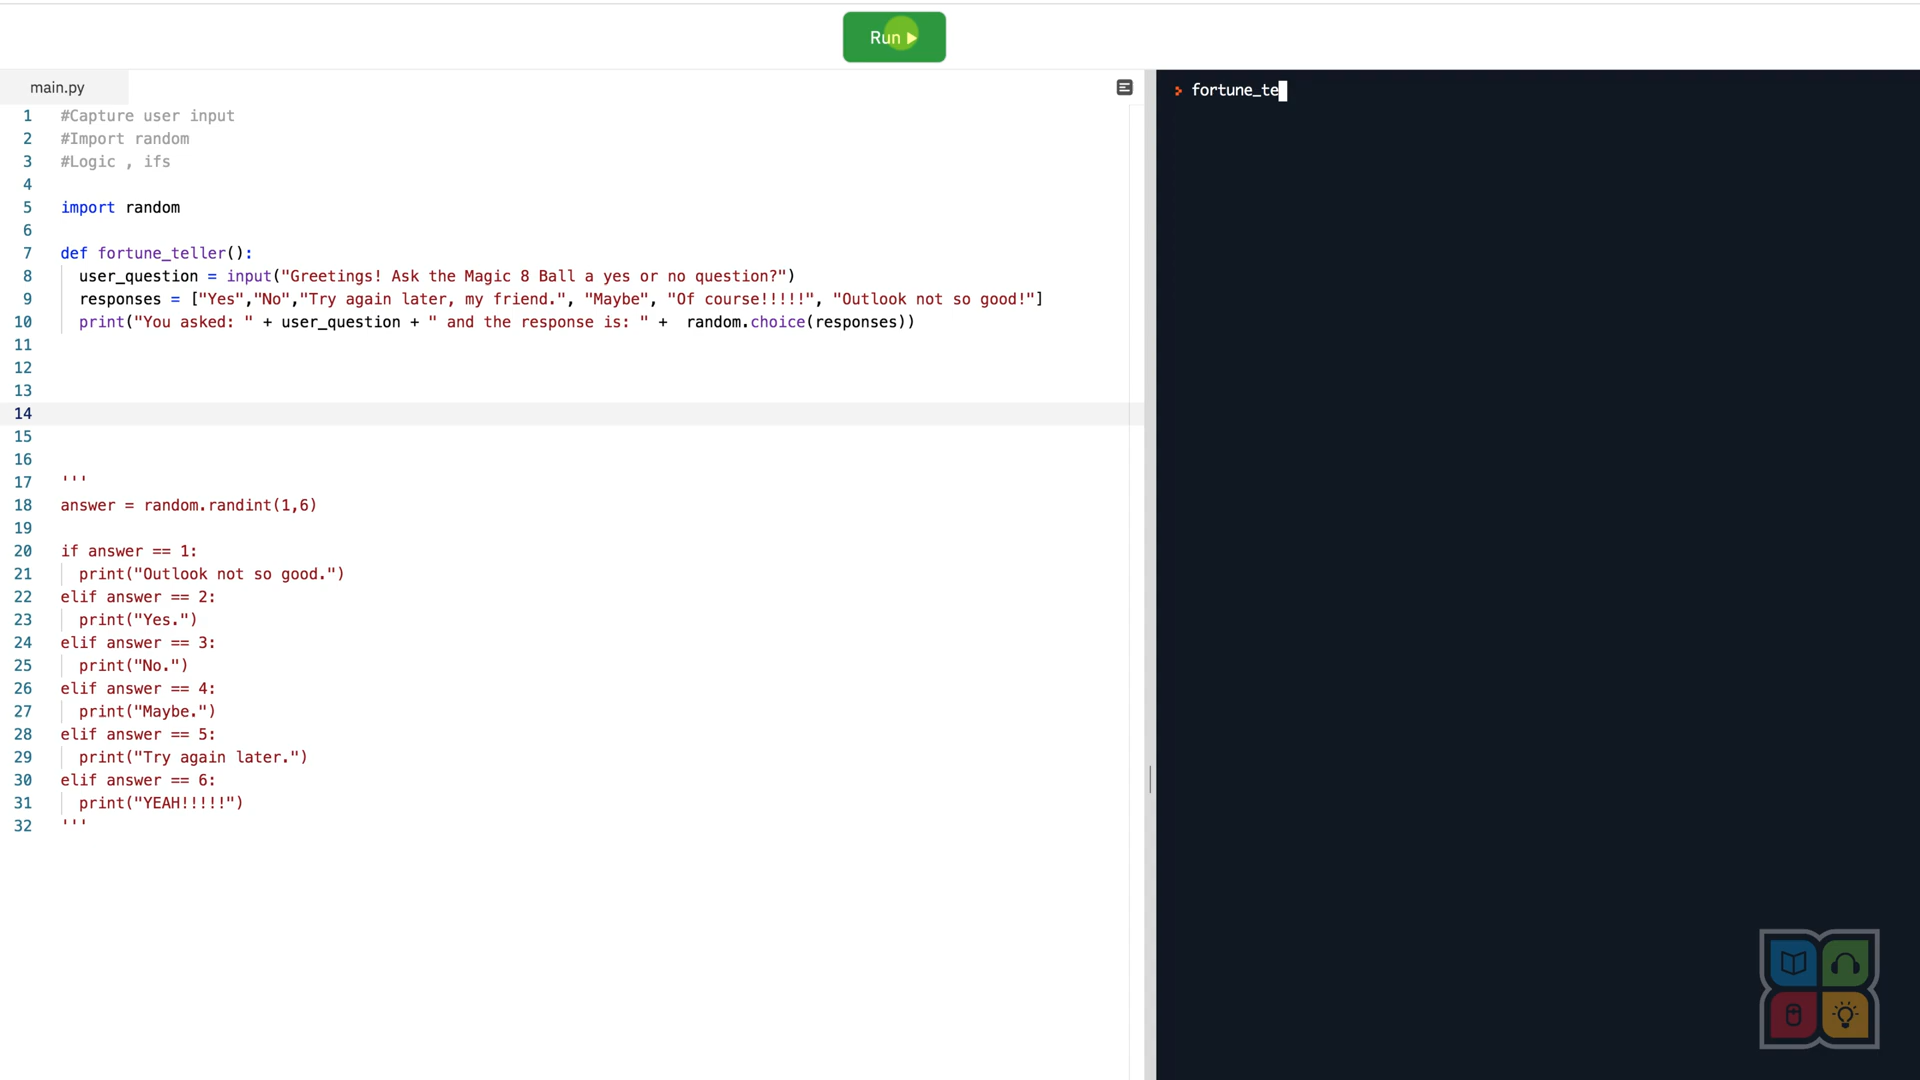 Run
main.py
1 #Capture user input
2 #Import random
3 #Logic , ifs
4
5 import random
6
7 def fortune_teller():
8   user_question = input("Greetings! Ask the Magic 8 Ball a yes or no question?")
9   responses = ["Yes","No","Try again later, my friend.", "Maybe", "Of course!!!!!", "Outlook not so good!"]
10   print("You asked: " + user_question + " and the response is: " +  random.choice(responses))
11
12
13
14
15
16
17 '''
18 answer = random.randint(1,6)
19
20 if answer == 1:
21   print("Outlook not so good.")
22 elif answer == 2:
23   print("Yes.")
24 elif answer == 3:
25   print("No.")
26 elif answer == 4:
27   print("Maybe.")
28 elif answer == 5:
29   print("Try again later.")
30 elif answer == 6:
31   print("YEAH!!!!!")
32 '''
fortune_te